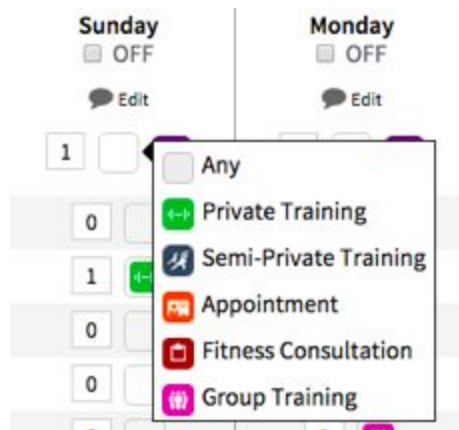 Sunday Monday
OFF OFF
Edit Edit
1
Any
0 Private Training
Semi-Private Training
1
Appointment
0
Fitness Consultation
0
Group Training